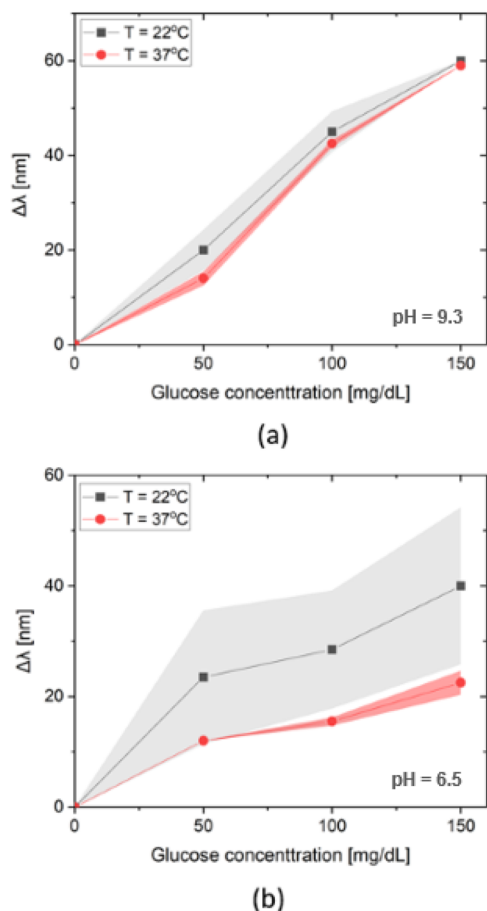 60
40
20
0
Δλ [nm]
T = 22°C
T = 37°C
pH = 9.3
0 50 100 150
Glucose concenttration [mg/dL]
(a)
60
40
20
0
Δλ [nm]
T = 22°C
T = 37°C
pH = 6.5
0 50 100 150
Glucose concenttration [mg/dL]
(b)